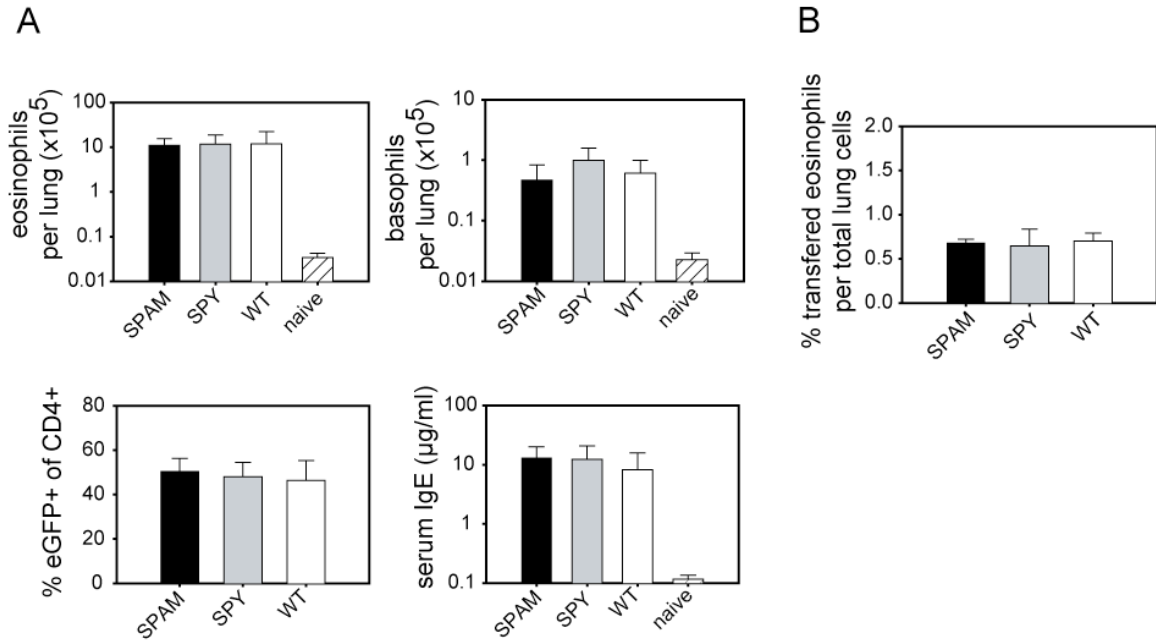 A
eosinophils
per lung (x10^5)
100
10
1
0.1
0.01
SPAM
SPY
WT
naive
basophils
per lung (x10^5)
10
1
0.1
0.01
SPAM
SPY
WT
naive
B
% transfered eosinophils
per total lung cells
2.0
1.5
1.0
0.5
0.0
SPAM
SPY
WT
% eGFP+ of CD4+
80
60
40
20
0
SPAM
SPY
WT
serum IgE (µg/ml)
100
10
1
0.1
SPAM
SPY
WT
naive